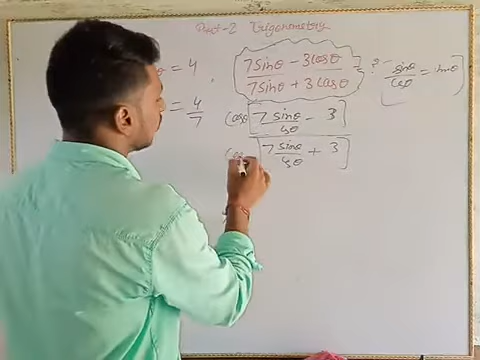 Part-2 Trigonometry
θ = 4 , 7sinθ - 3cosθ / 7sinθ + 3cosθ ? [sinθ/cosθ = tanθ]
= 4/7
cosθ [7 sinθ/cosθ - 3]
cosθ [7 sinθ/cosθ + 3]